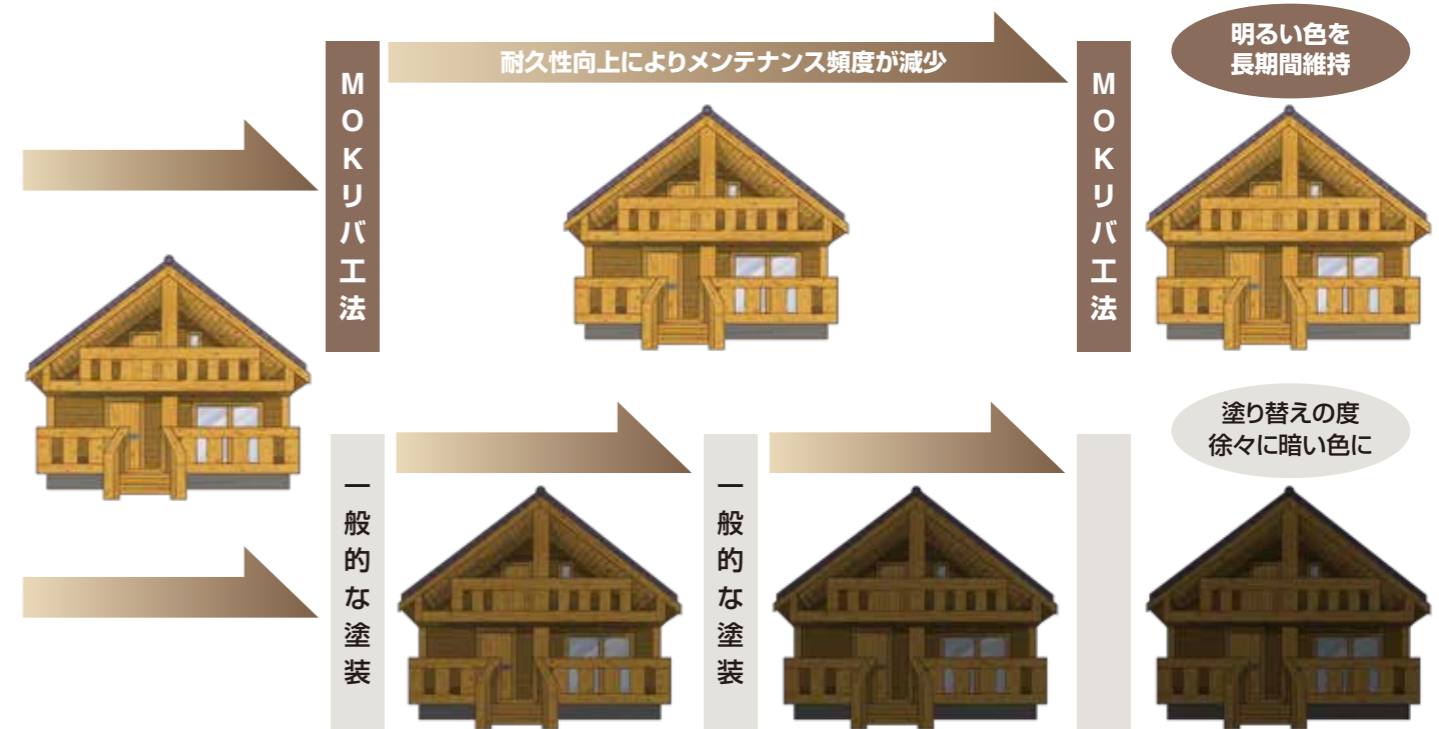 MOKリバ工法
耐久性向上によりメンテナンス頻度が減少
MOKリバ工法
明るい色を
長期間維持
一般的な塗装
一般的な塗装
塗り替えの度
徐々に暗い色に